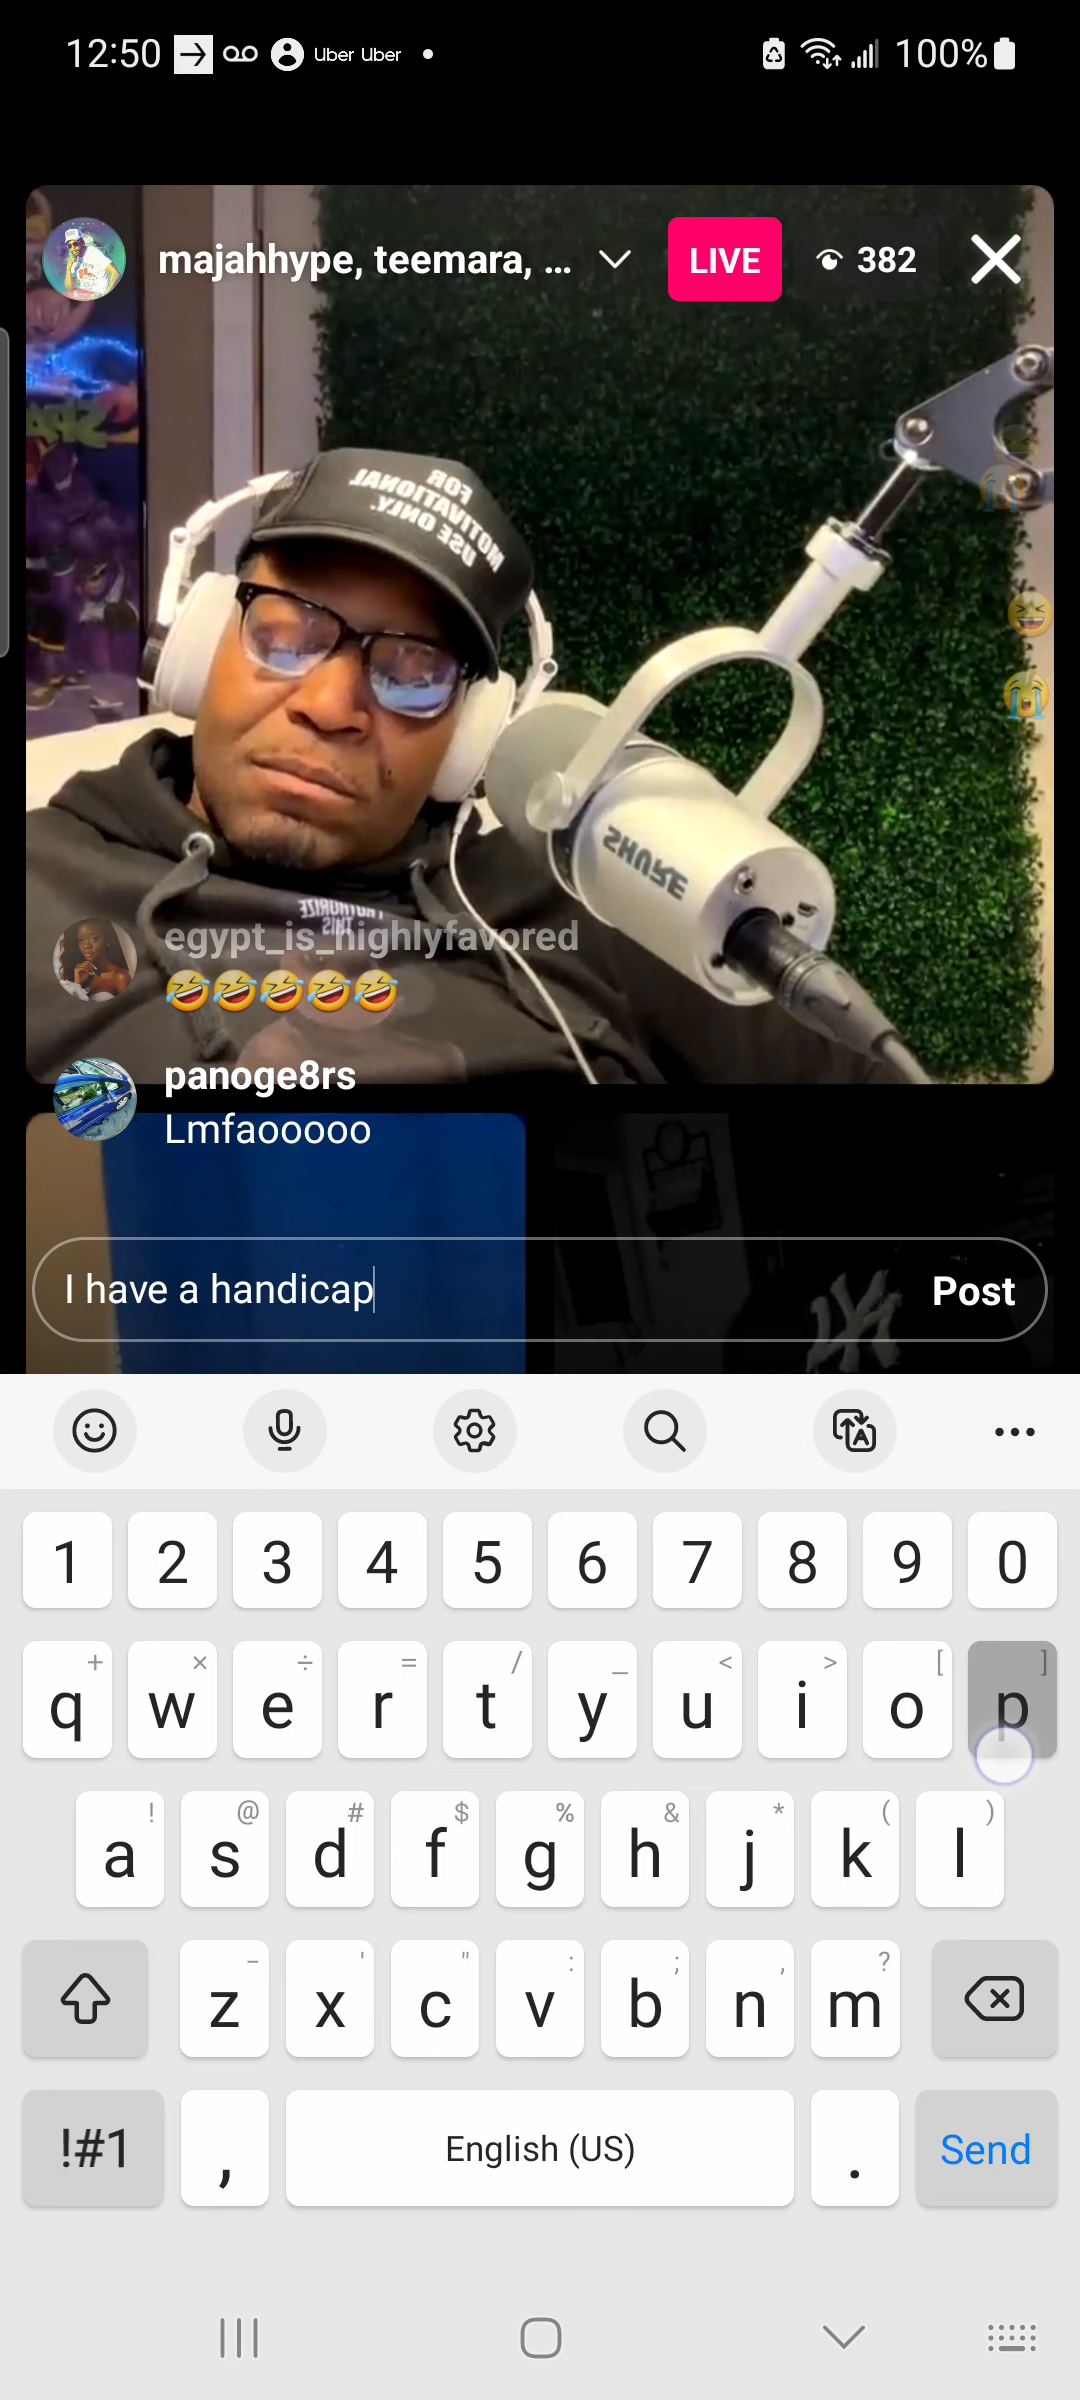 12:50 Uber Uber 100%
majahhype, teemara, ... LIVE 382
FOR
MOTIVATIONAL
USE ONLY.
SHURE
THIS
egypt_is_highlyfavored
🤣🤣🤣🤣🤣
panoge8rs
Lmfaooooo
I have a handicap Post
1 2 3 4 5 6 7 8 9 0
+ × ÷ = / _ < > [ ]
q w e r t y u i o p
! @ # $ % & * ( )
a s d f g h j k l
- ' " : ; , ?
z x c v b n m
!#1 , English (US) . Send